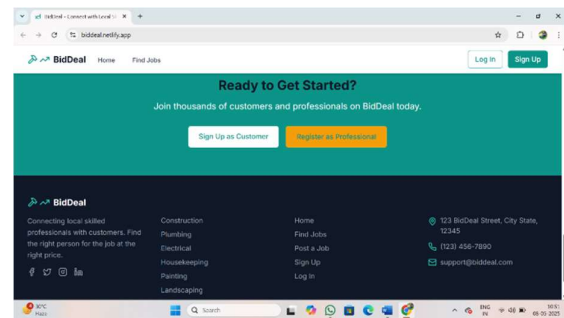 BidDeal - Connect with Local S
biddeal.netlify.app
BidDeal Home Find Jobs Log In Sign Up
Ready to Get Started?
Join thousands of customers and professionals on BidDeal today.
Sign Up as Customer Register as Professional
BidDeal
Connecting local skilled
professionals with customers. Find
the right person for the job at the
right price.
Construction
Plumbing
Electrical
Housekeeping
Painting
Landscaping
Home
Find Jobs
Post a Job
Sign Up
Log In
123 BidDeal Street, City State,
12345
(123) 456-7890
support@biddeal.com
30°C
Haze
Search
ENG
IN
10:51